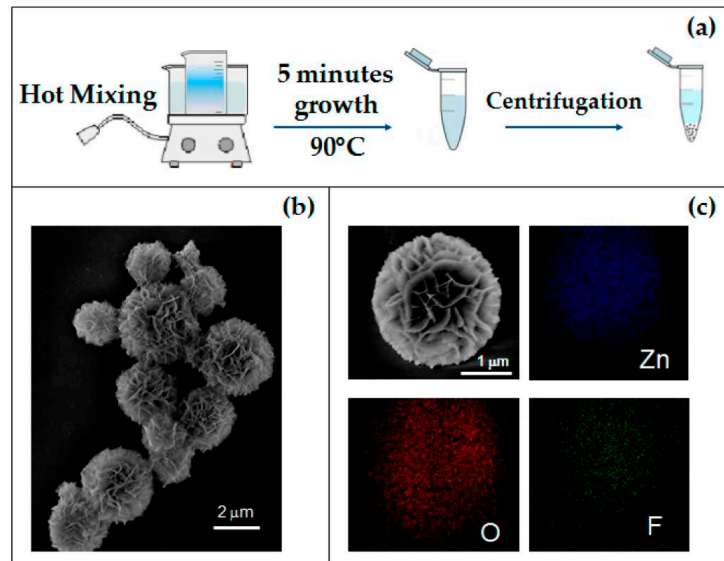 (a)
Hot Mixing
5 minutes
growth
90°C
Centrifugation
(b)
2 μm
(c)
1 μm
Zn
O
F